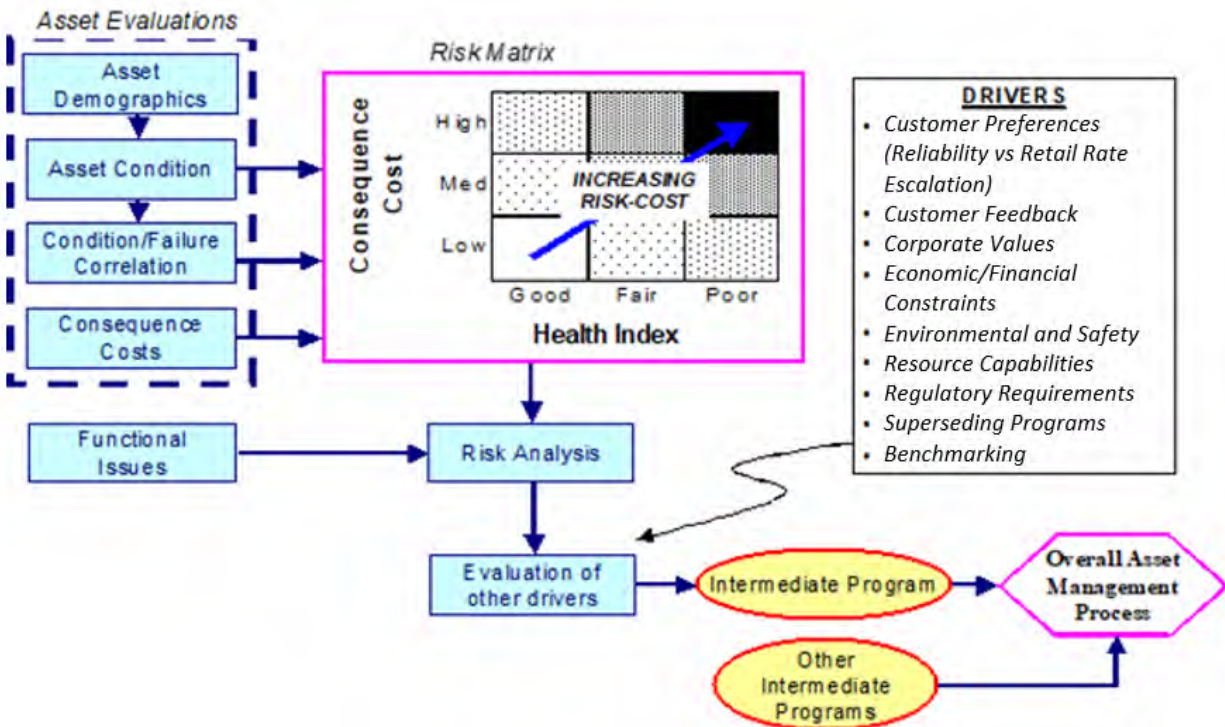 Asset Evaluations
Asset
Demographics
Asset Condition
Condition/Failure
Correlation
Consequence
Costs
Risk Matrix
Consequence
Cost
High
Med
Low
INCREASING
RISK-COST
Good Fair Poor
Health Index
DRIVERS
• Customer Preferences
(Reliability vs Retail Rate
Escalation)
• Customer Feedback
• Corporate Values
• Economic/Financial
Constraints
• Environmental and Safety
• Resource Capabilities
• Regulatory Requirements
• Superseding Programs
• Benchmarking
Functional
Issues
Risk Analysis
Evaluation of
other drivers
Intermediate Program
Overall Asset
Management
Process
Other
Intermediate
Programs